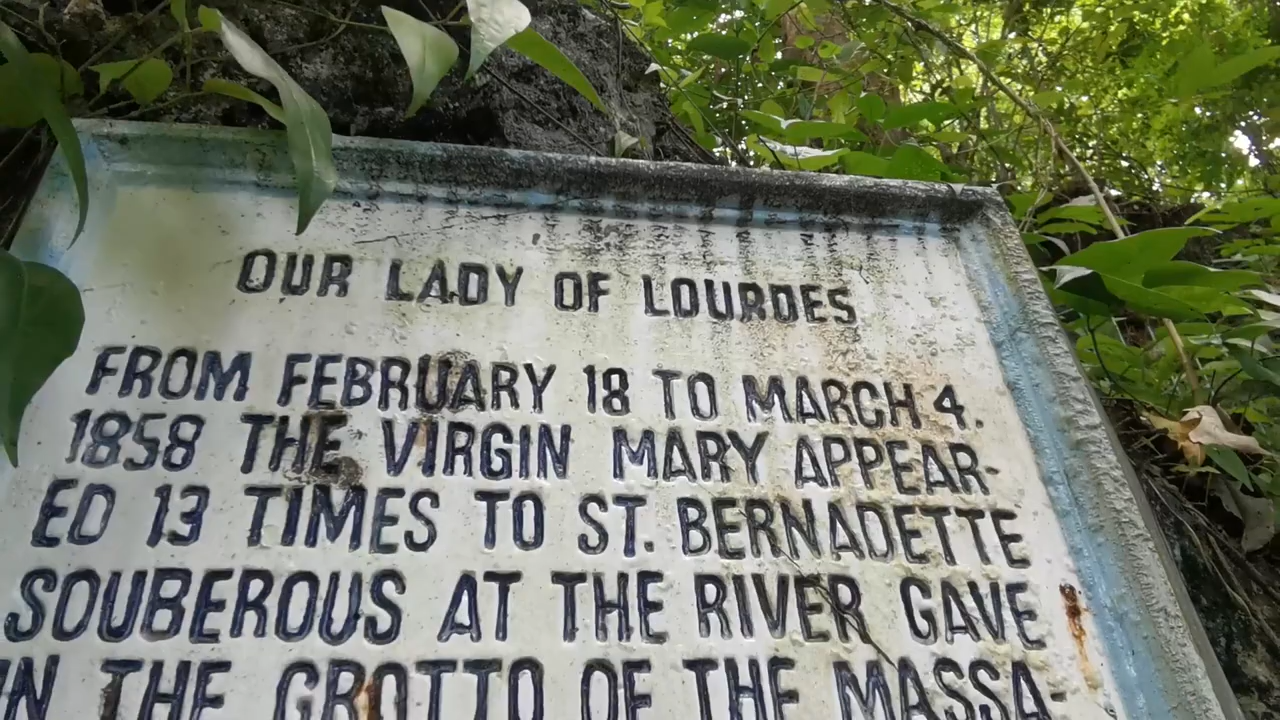 OUR LADY OF LOURDES
FROM FEBRUARY 18 TO MARCH 4,
1858 THE VIRGIN MARY APPEAR-
ED 13 TIMES TO ST. BERNADETTE
SOUBEROUS AT THE RIVER GAVE
IN THE GROTTO OF THE MASSA-